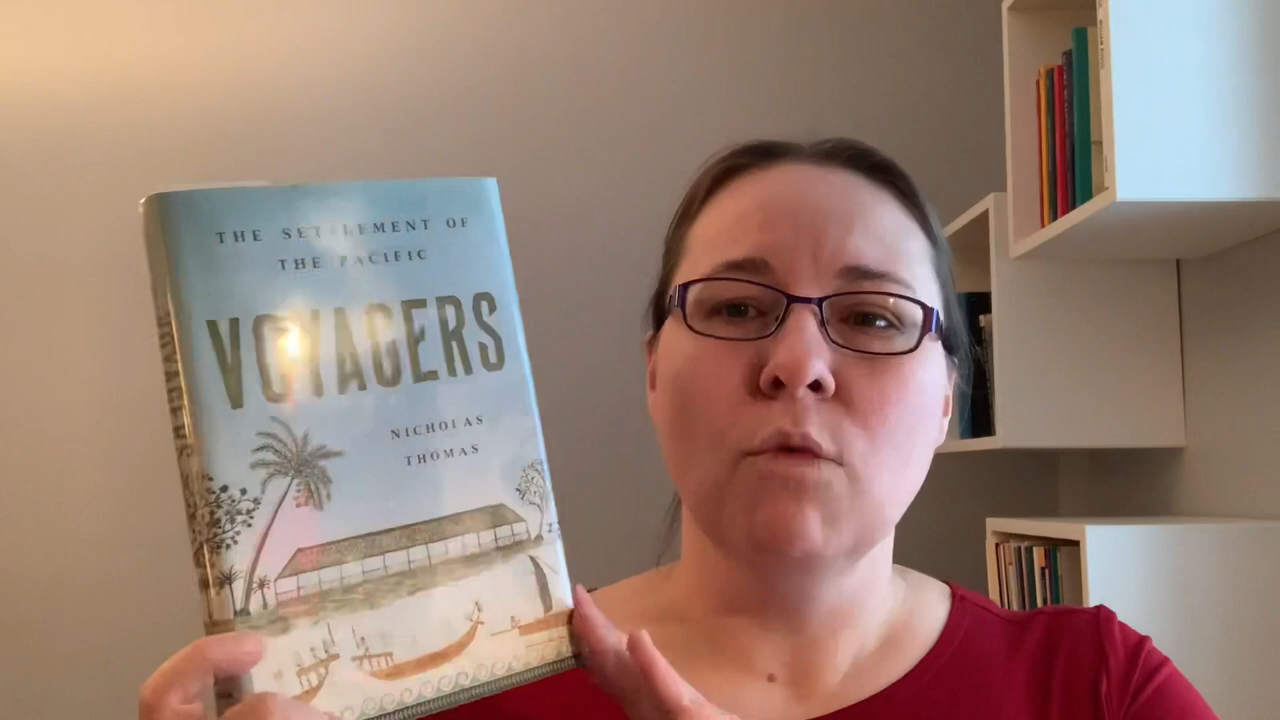 THE SETTLEMENT OF
THE PACIFIC
VOYAGERS
NICHOLAS
THOMAS